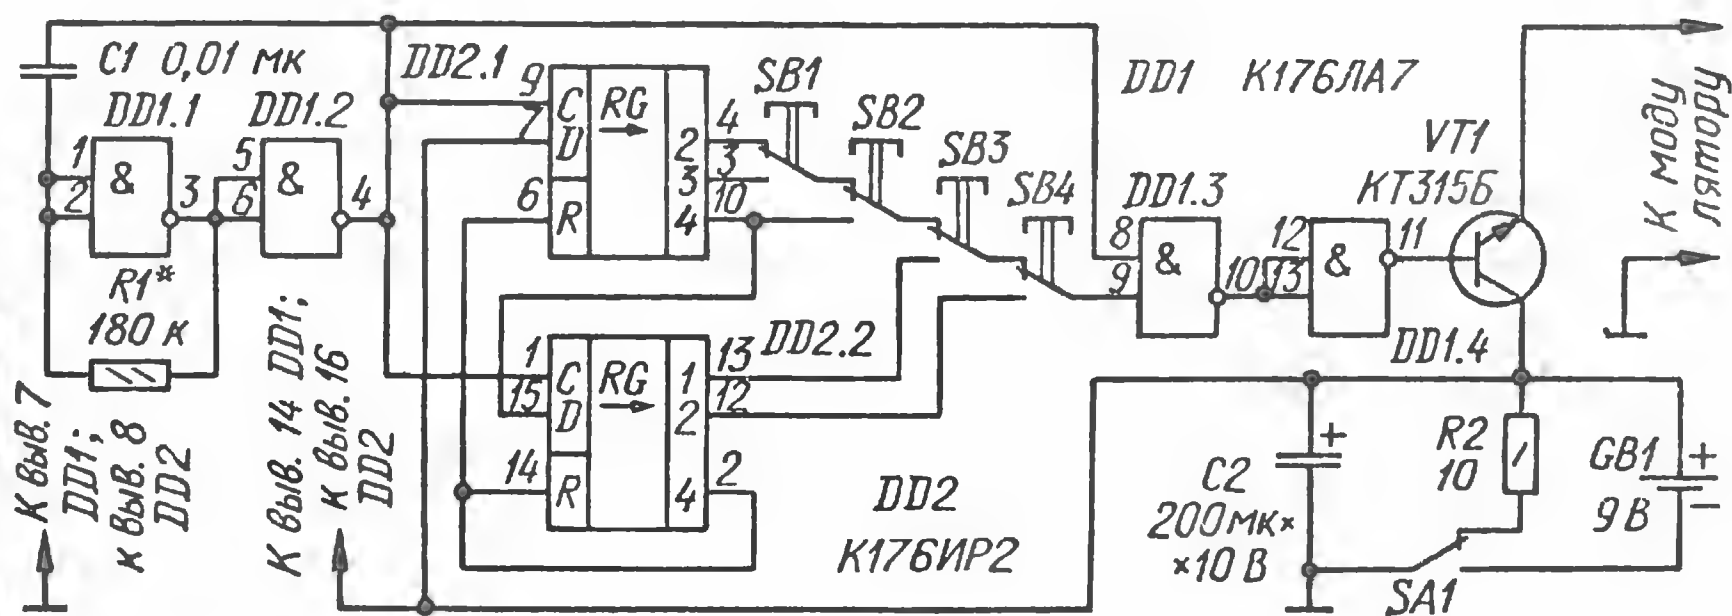 C1 0,01 мк
DD1.1
DD1.2
1
2
&
3
5
6
&
4
R1*
180 к
К выв. 7
DD1;
к выв. 8
DD2
К выв. 14 DD1;
к выв. 16
DD2
DD2.1
9
7
6
C
D
R
RG
2
3
4
4
3
10
SB1
SB2
SB3
SB4
1
15
14
C
D
R
RG
1
2
4
13
12
2
DD2.2
DD2
К176ИР2
DD1 К176ЛА7
DD1.3
8
9
&
10
12
13
&
11
DD1.4
VT1
КТ315Б
К моду
лятору
C2
200мк×
×10 В
+
R2
10
SA1
GB1
9 В
+
−